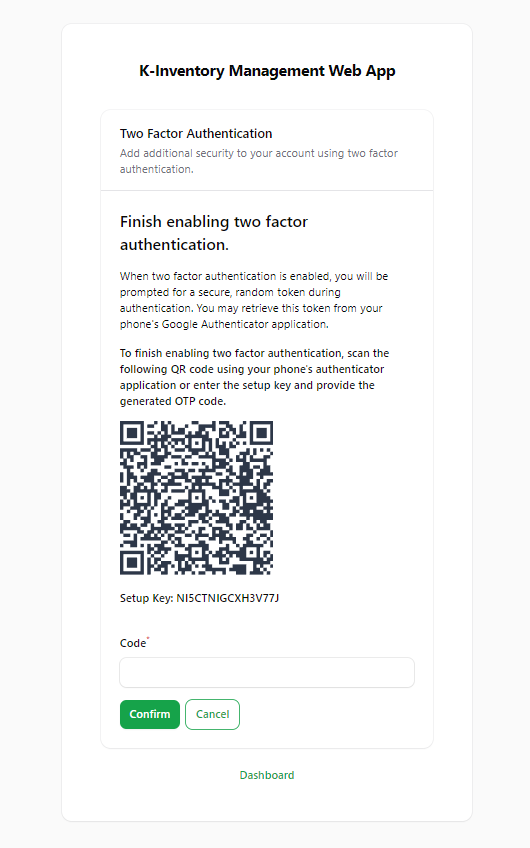 K-Inventory Management Web App
Two Factor Authentication
Add additional security to your account using two factor
authentication.
Finish enabling two factor
authentication.
When two factor authentication is enabled, you will be
prompted for a secure, random token during
authentication. You may retrieve this token from your
phone's Google Authenticator application.
To finish enabling two factor authentication, scan the
following QR code using your phone's authenticator
application or enter the setup key and provide the
generated OTP code.
Setup Key: NI5CTNIGCXH3V77J
Code*
Confirm Cancel
Dashboard